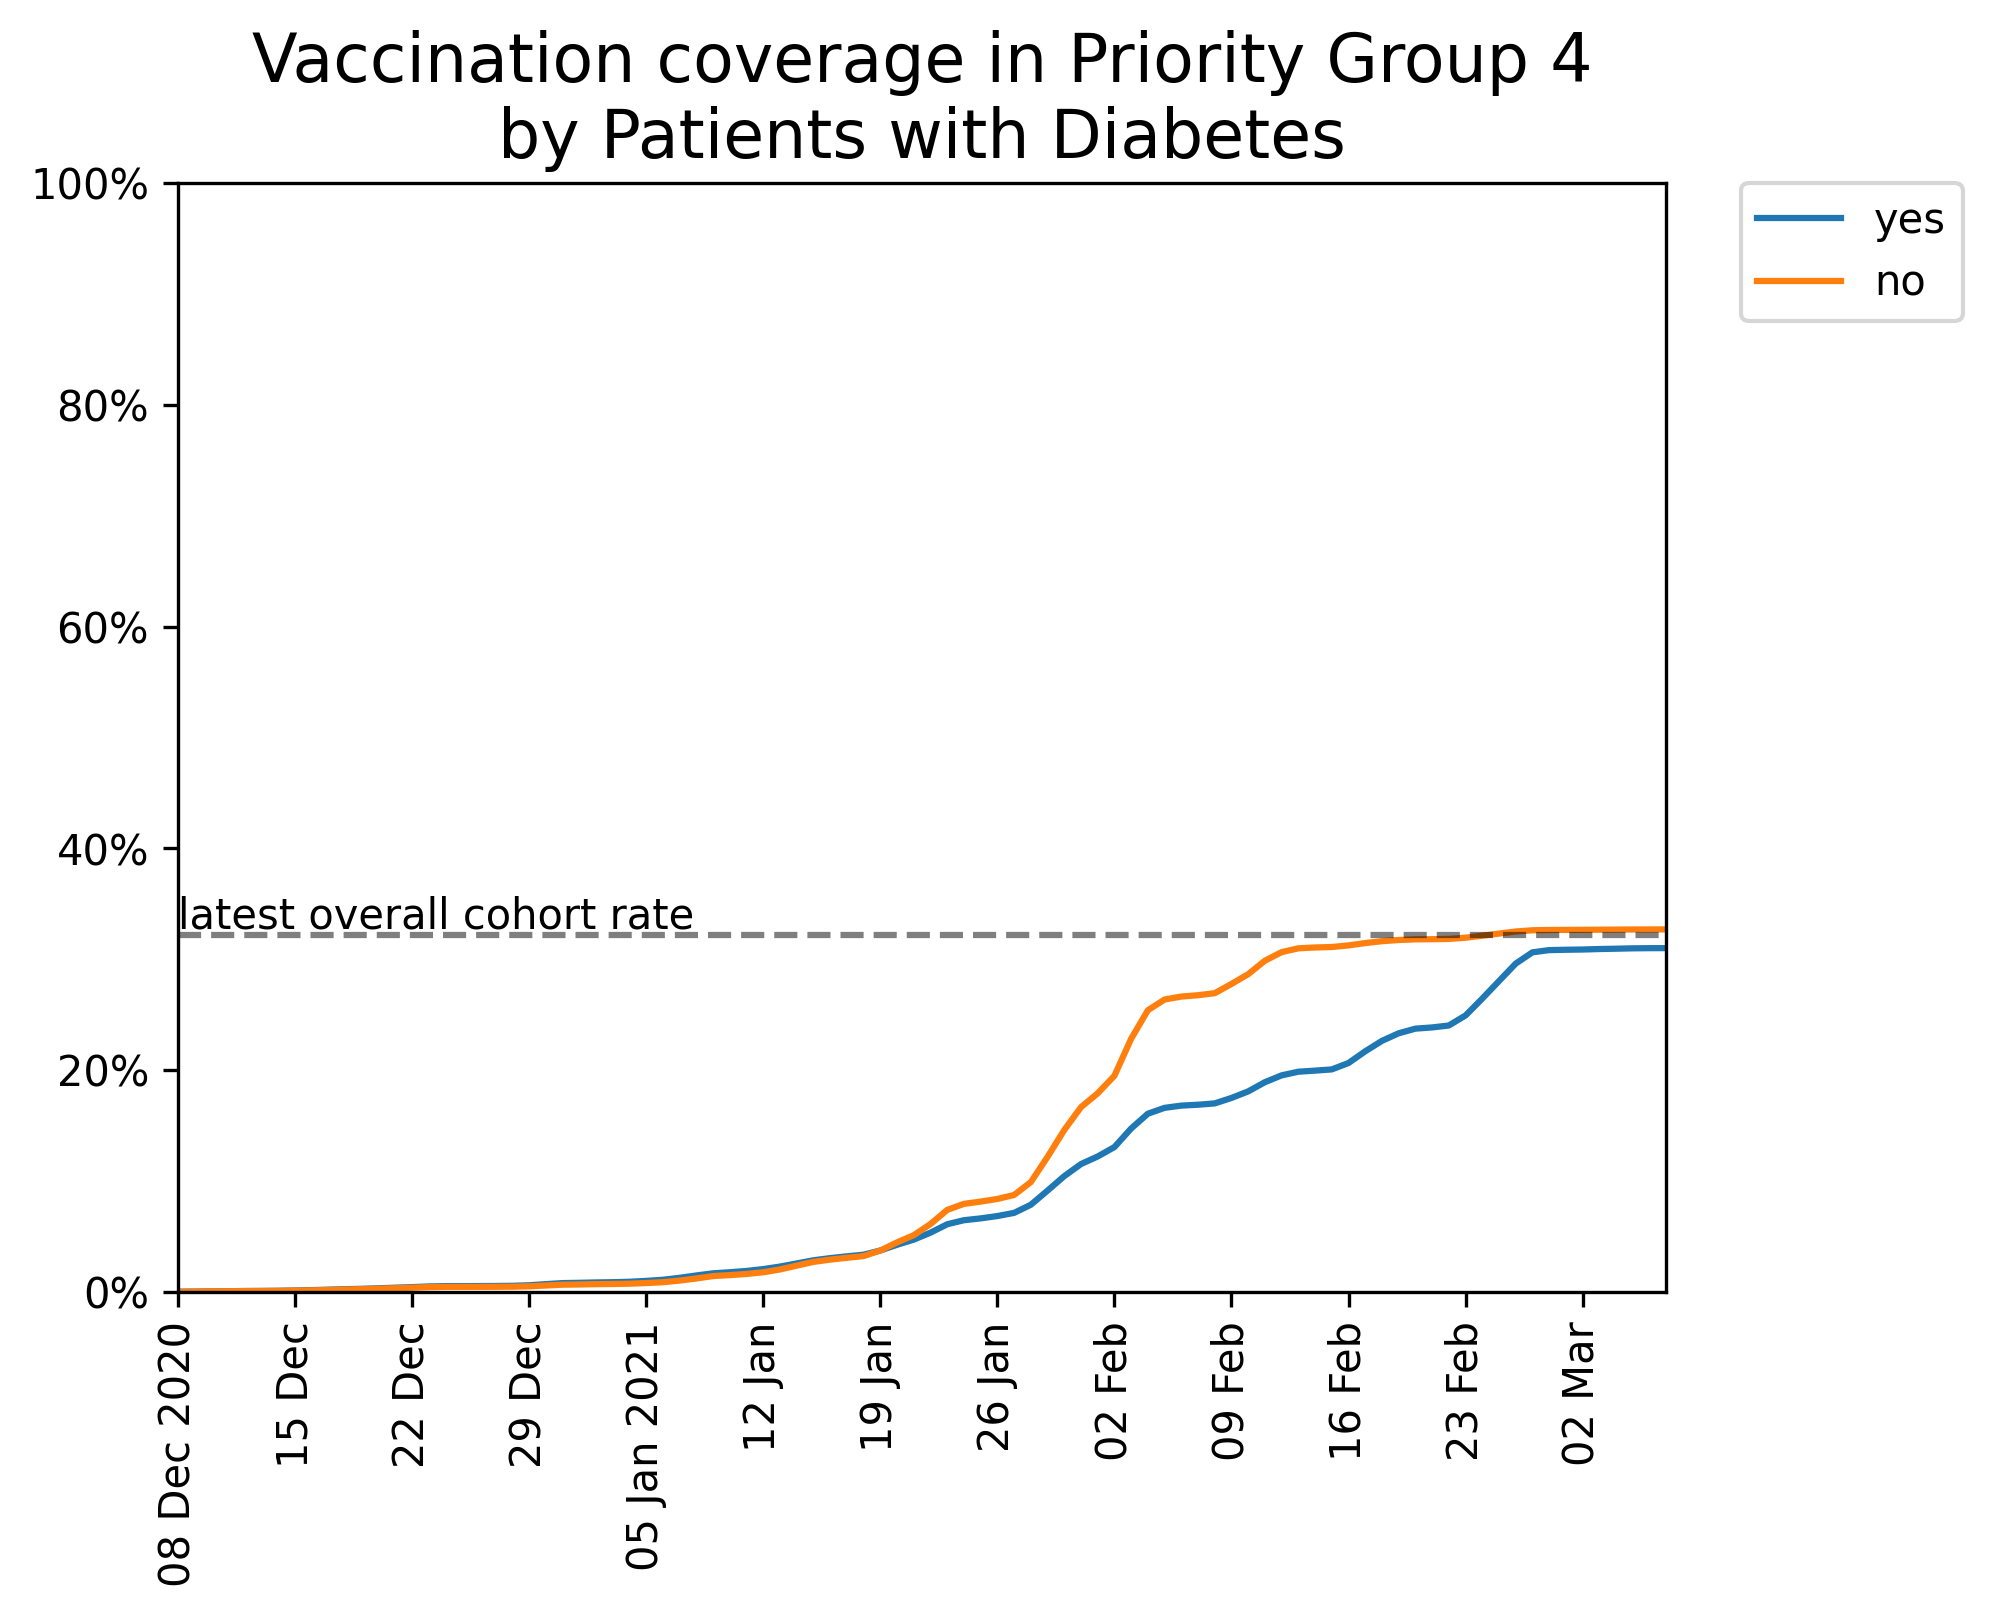 Vaccination coverage in Priority Group 4
by Patients with Diabetes
100%
80%
60%
40%
20%
0%
latest overall cohort rate
yes
no
08 Dec 2020
15 Dec
22 Dec
29 Dec
05 Jan 2021
12 Jan
19 Jan
26 Jan
02 Feb
09 Feb
16 Feb
23 Feb
02 Mar